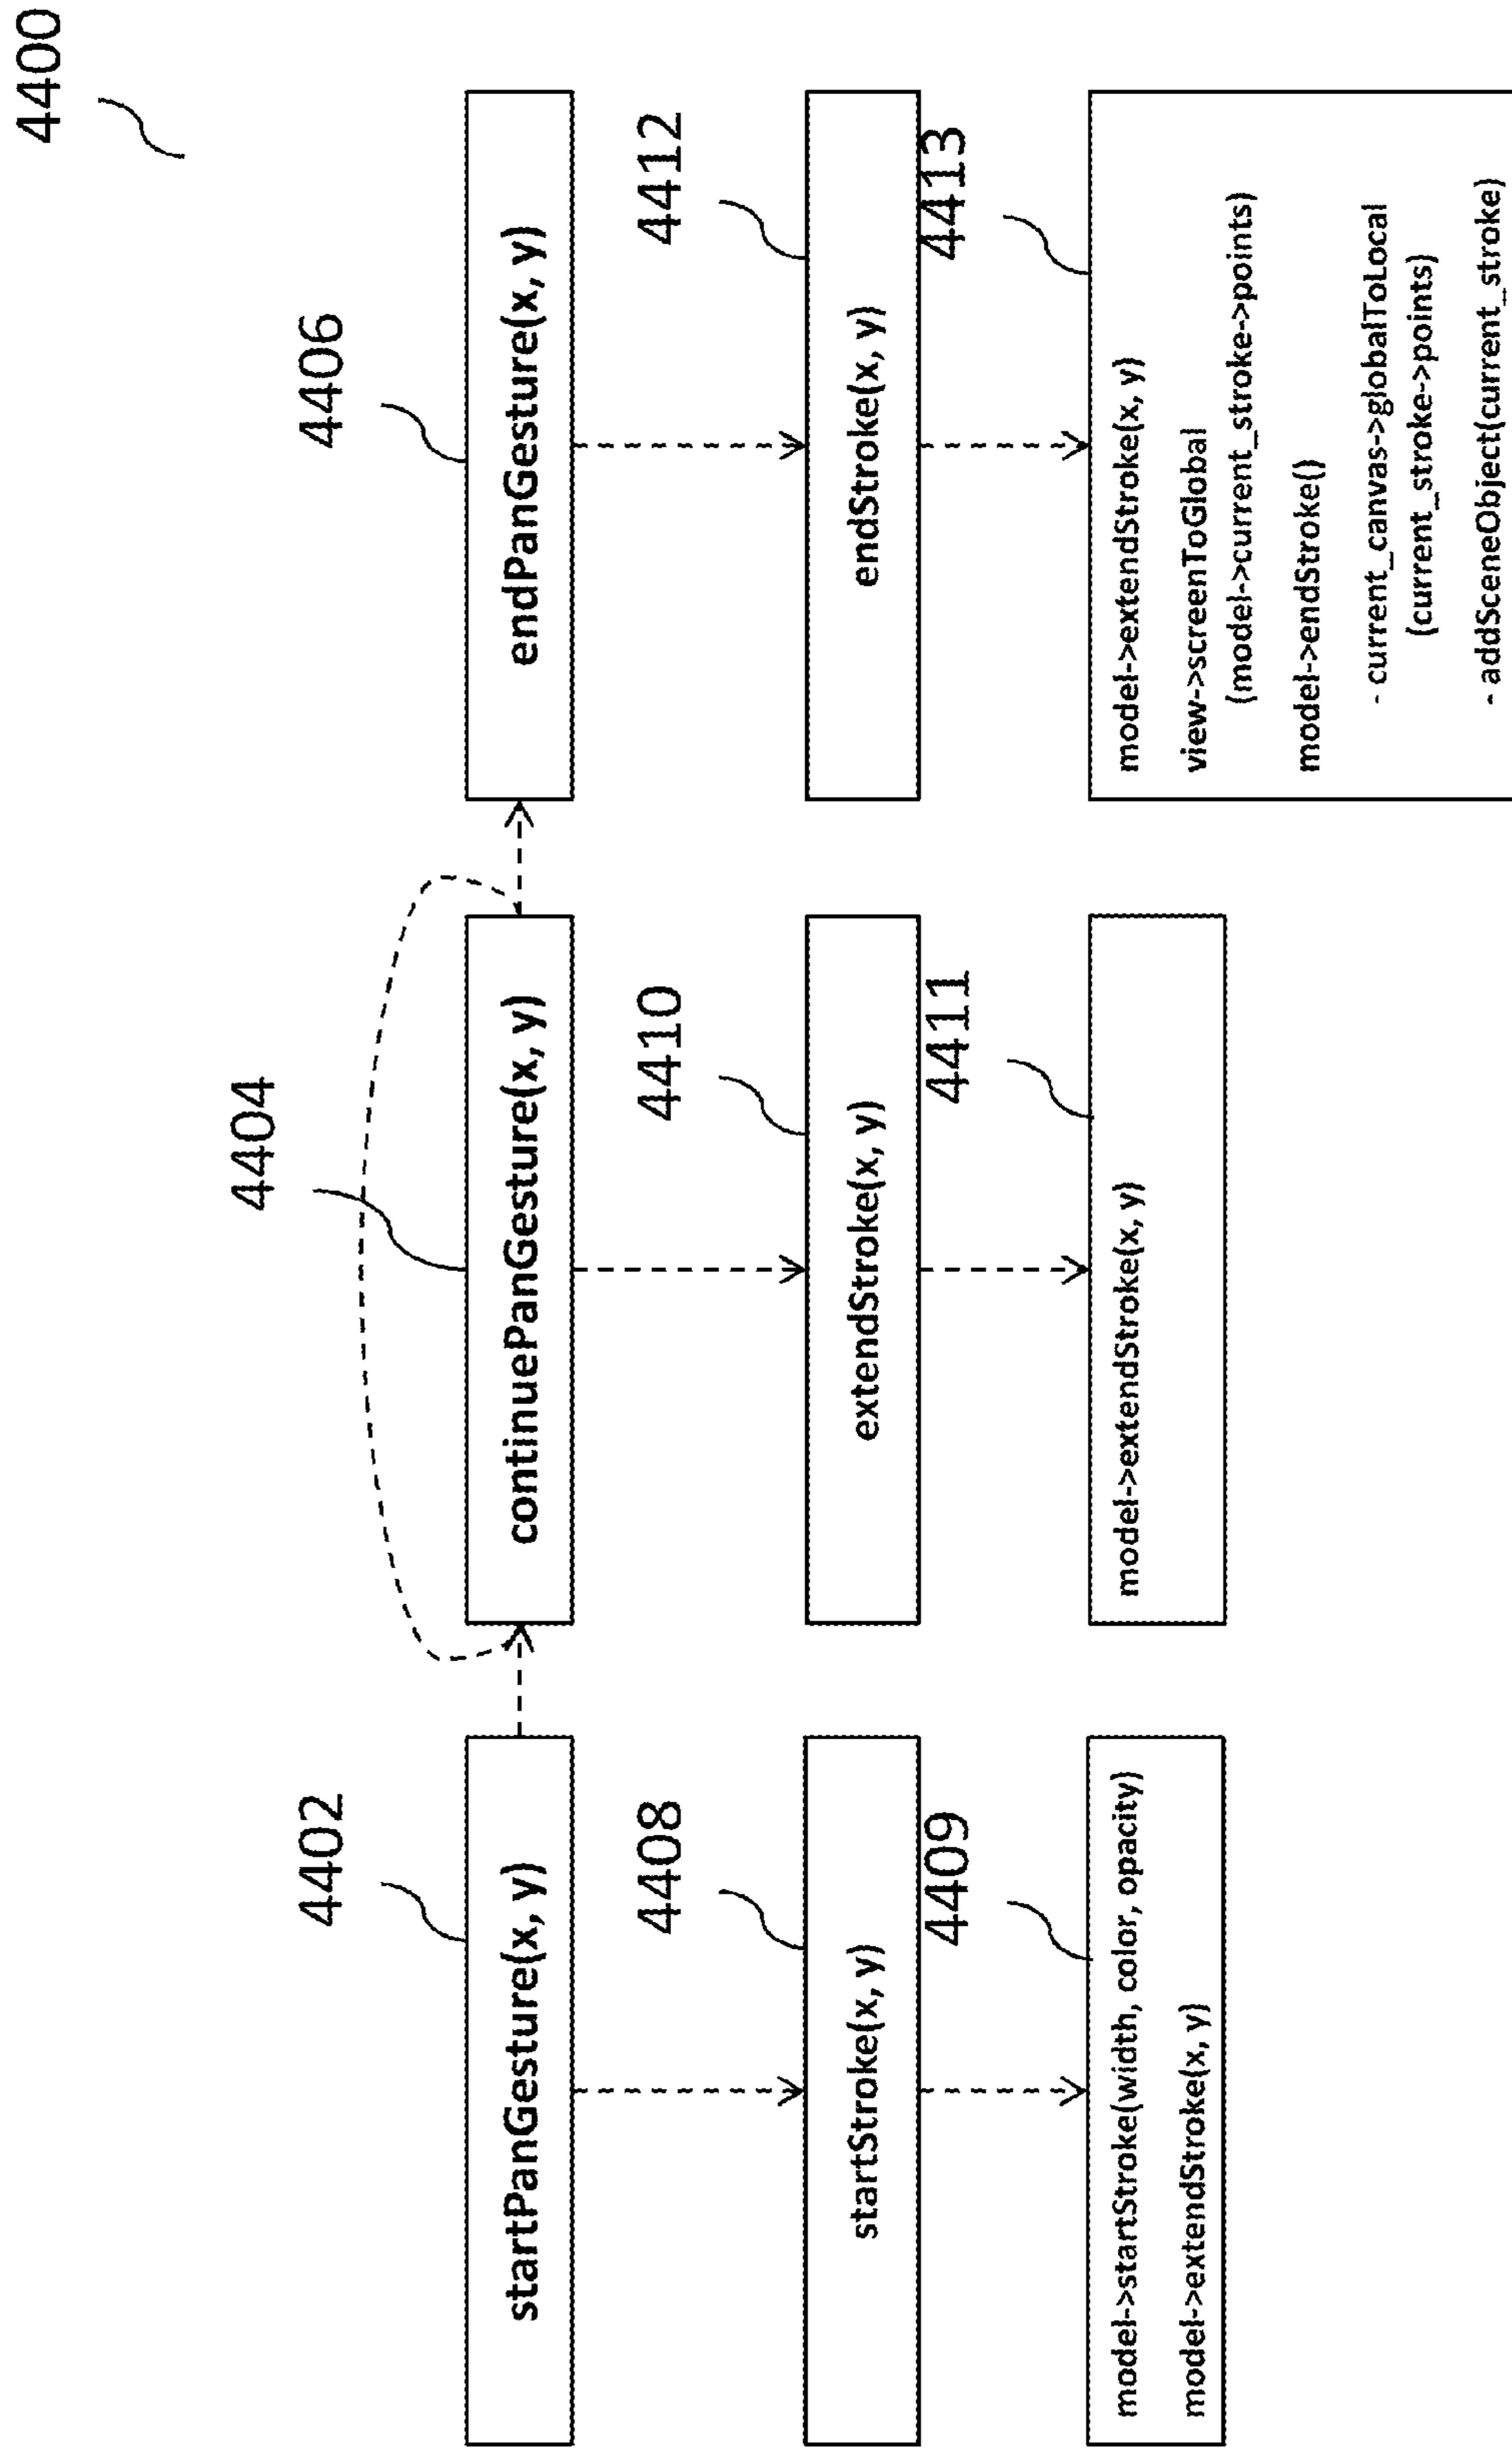 4400
4402
4404
4406
startPanGesture(x, y)
continuePanGesture(x, y)
endPanGesture(x, y)
4408
4410
4412
startStroke(x, y)
extendStroke(x, y)
endStroke(x, y)
4409
4411
4413
model->startStroke(width, color, opacity)
model->extendStroke(x, y)
model->extendStroke(x, y)
model->extendStroke(x, y)
view->screenToGlobal
(model->current_stroke->points)
model->endStroke()
- current_canvas->globalToLocal
(current_stroke->points)
- addSceneObject(current_stroke)